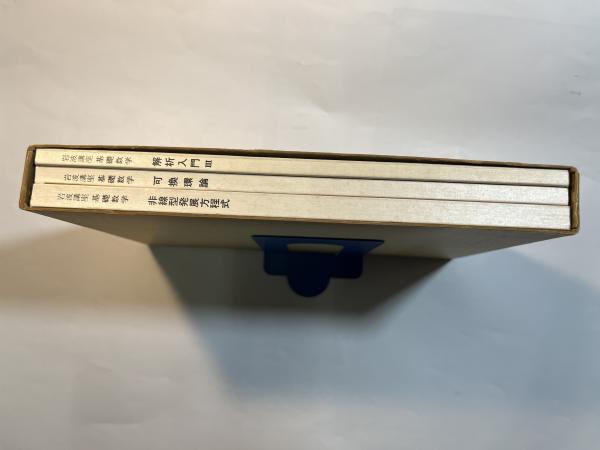 岩波講座 基礎数学 解析入門 III
岩波講座 基礎数学 可換環論
岩波講座 基礎数学 非線型発展方程式